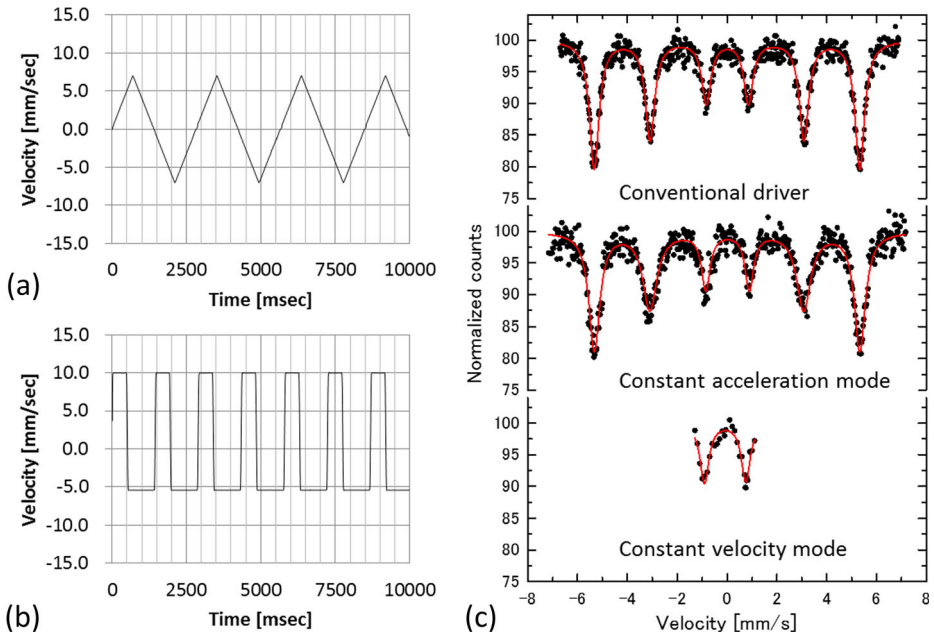 15.0
10.0
5.0
0.0
-5.0
-10.0
-15.0
Velocity [mm/sec]
0 2500 5000 7500 10000
Time [msec]
(a)
15.0
10.0
5.0
0.0
-5.0
-10.0
-15.0
Velocity [mm/sec]
0 2500 5000 7500 10000
Time [msec]
(b)
100
95
90
85
80
75
Conventional driver
100
95
90
85
80
75
Normalized counts
Constant acceleration mode
100
95
90
85
80
75
Constant velocity mode
-8 -6 -4 -2 0 2 4 6 8
Velocity [mm/s]
(c)